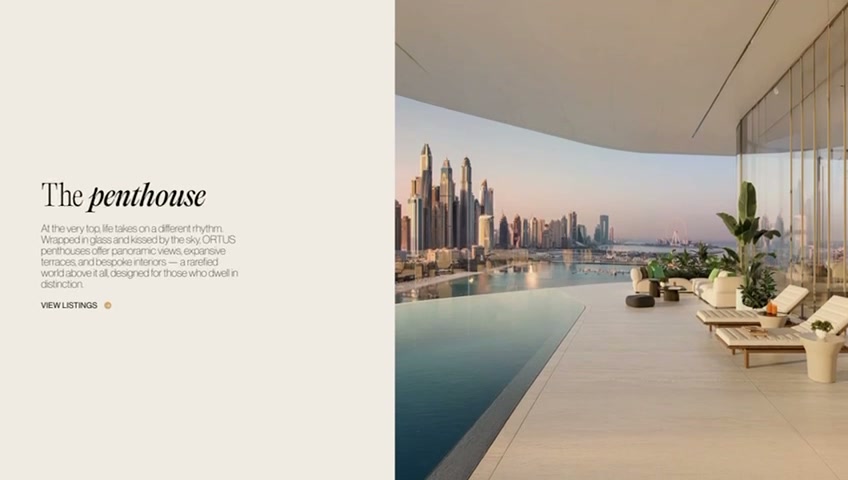 The penthouse
At the very top, life takes on a different rhythm.
Wrapped in glass and kissed by the sky, ORTUS
penthouses offer panoramic views, expansive
terraces, and bespoke interiors — a rarefied
world above it all, designed for those who dwell in
distinction.
VIEW LISTINGS